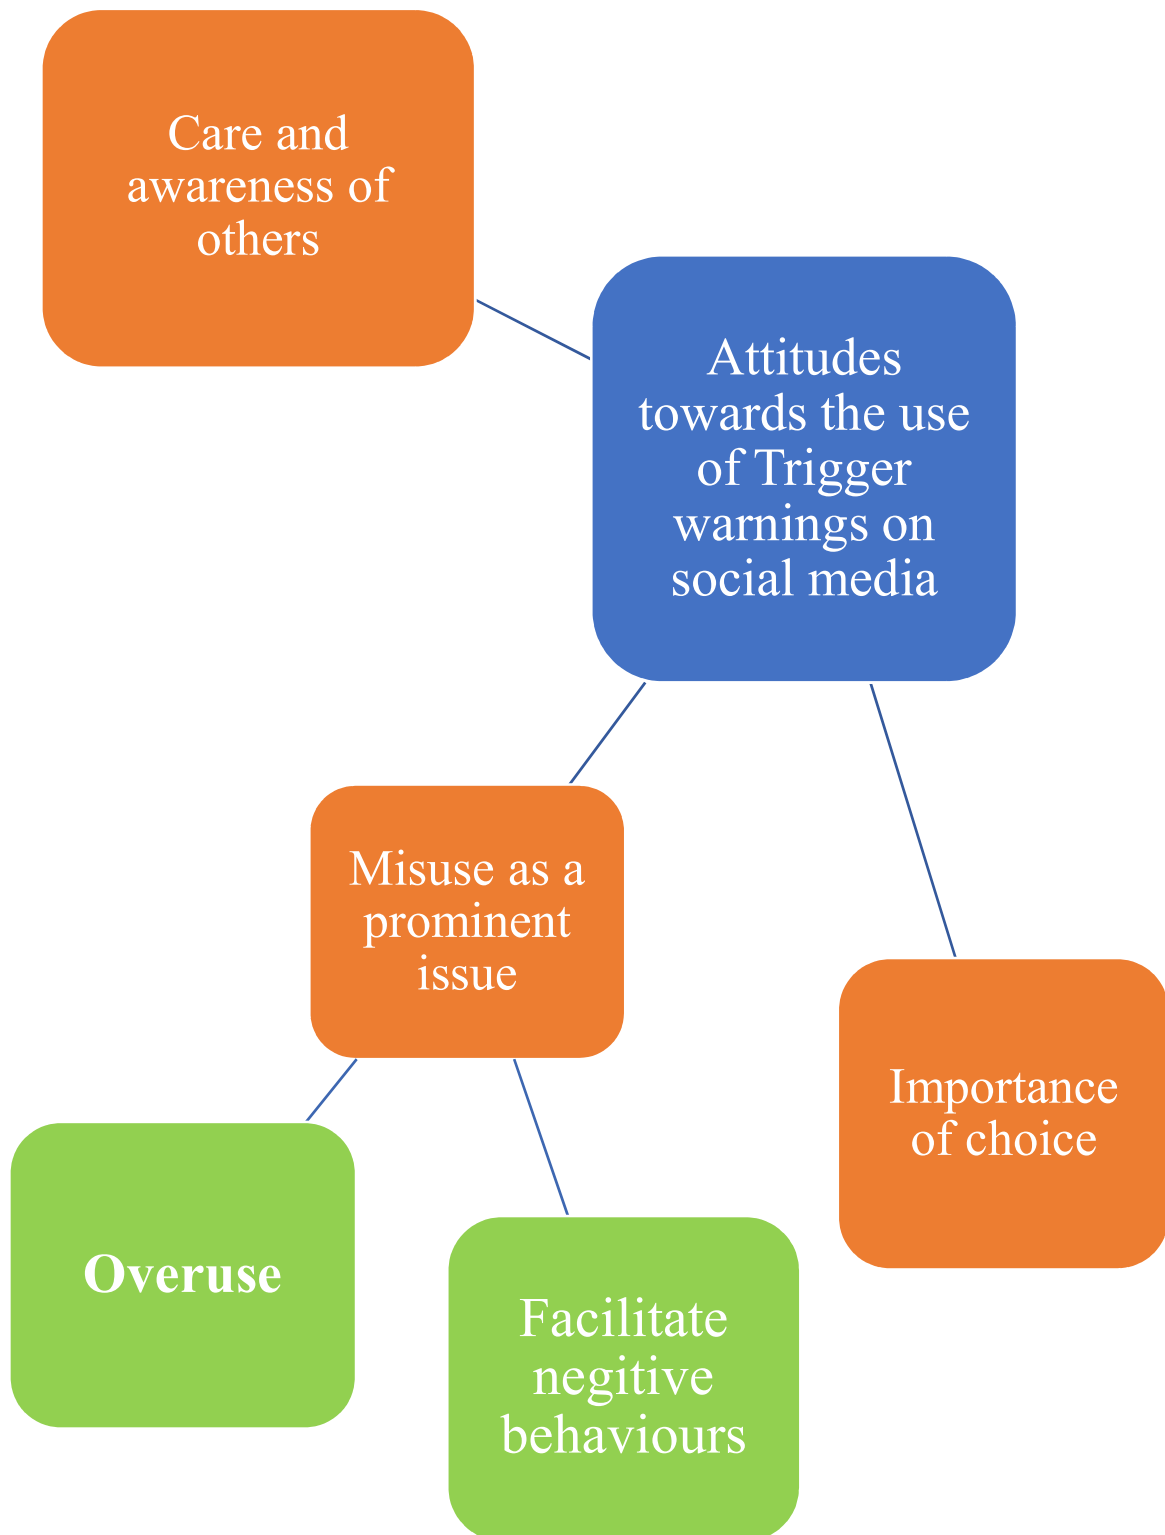 Care and
awareness of
others
Attitudes
towards the use
of Trigger
warnings on
social media
Misuse as a
prominent
issue
Importance
of choice
Overuse
Facilitate
negitive
behaviours